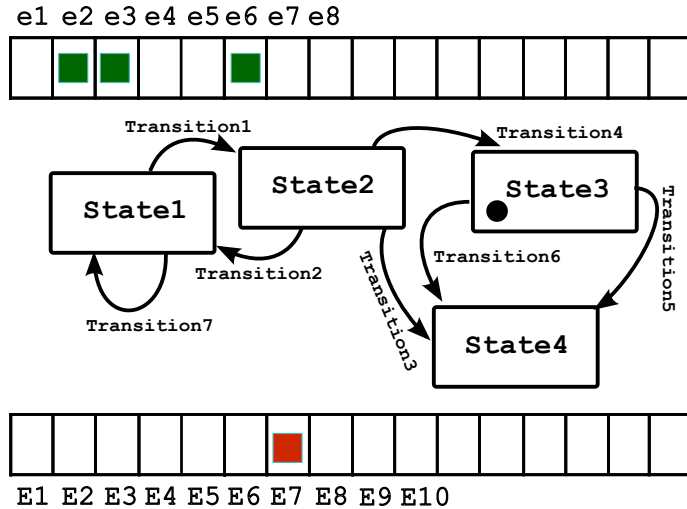 e1 e2 e3 e4 e5 e6 e7 e8
Transition1
Transition4
State1
State2
State3
Transition5
Transition2
Transition6
Transition3
Transition7
State4
E1 E2 E3 E4 E5 E6 E7 E8 E9 E10